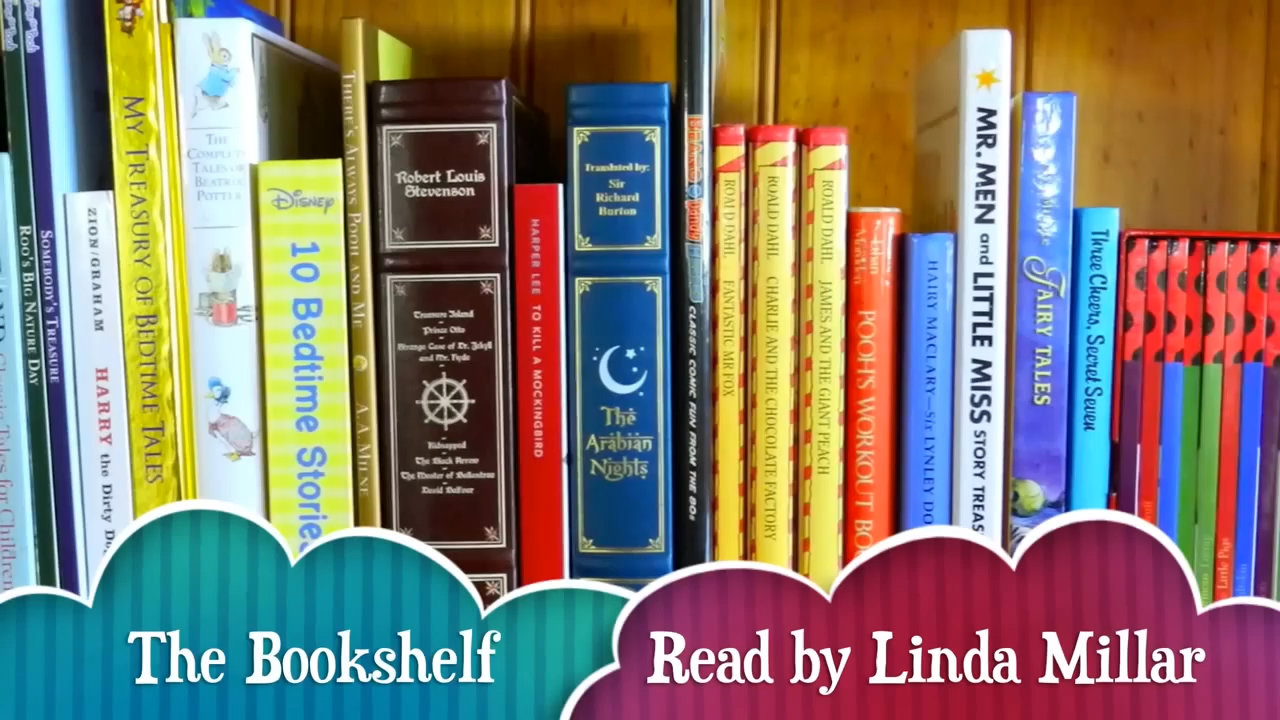 ROO'S BIG NATURE DAY
SOMEBODY'S TREASURE
ZION/GRAHAM HARRY the Dirty Do
MY TREASURY OF BEDTIME TALES
THE
COMPLETE
TALES OF
BEATRIX
POTTER
DISNEY
10 Bedtime Stories
THERE'S ALWAYS POOH AND ME A.A. MILNE
Robert Louis
Stevenson
Treasure Island
Prince Otto
Strange Case of Dr. Jekyll
and Mr. Hyde
Kidnapped
The Black Arrow
The Master of Ballantrae
David Balfour
HARPER LEE TO KILL A MOCKINGBIRD
Translated by:
Sir
Richard
Burton
The
Arabian
Nights
CLASSIC COMIC FUN FROM THE 80s
ROALD DAHL FANTASTIC MR FOX
ROALD DAHL CHARLIE AND THE CHOCOLATE FACTORY
ROALD DAHL JAMES AND THE GIANT PEACH
POOH'S WORKOUT BO
HAIRY MACLARY—Six LYNLEY DO
MR. MEN and LITTLE MISS STORY TREAS
FAIRY TALES
Three Cheers, Secret Seven
The Bookshelf
Read by Linda Millar